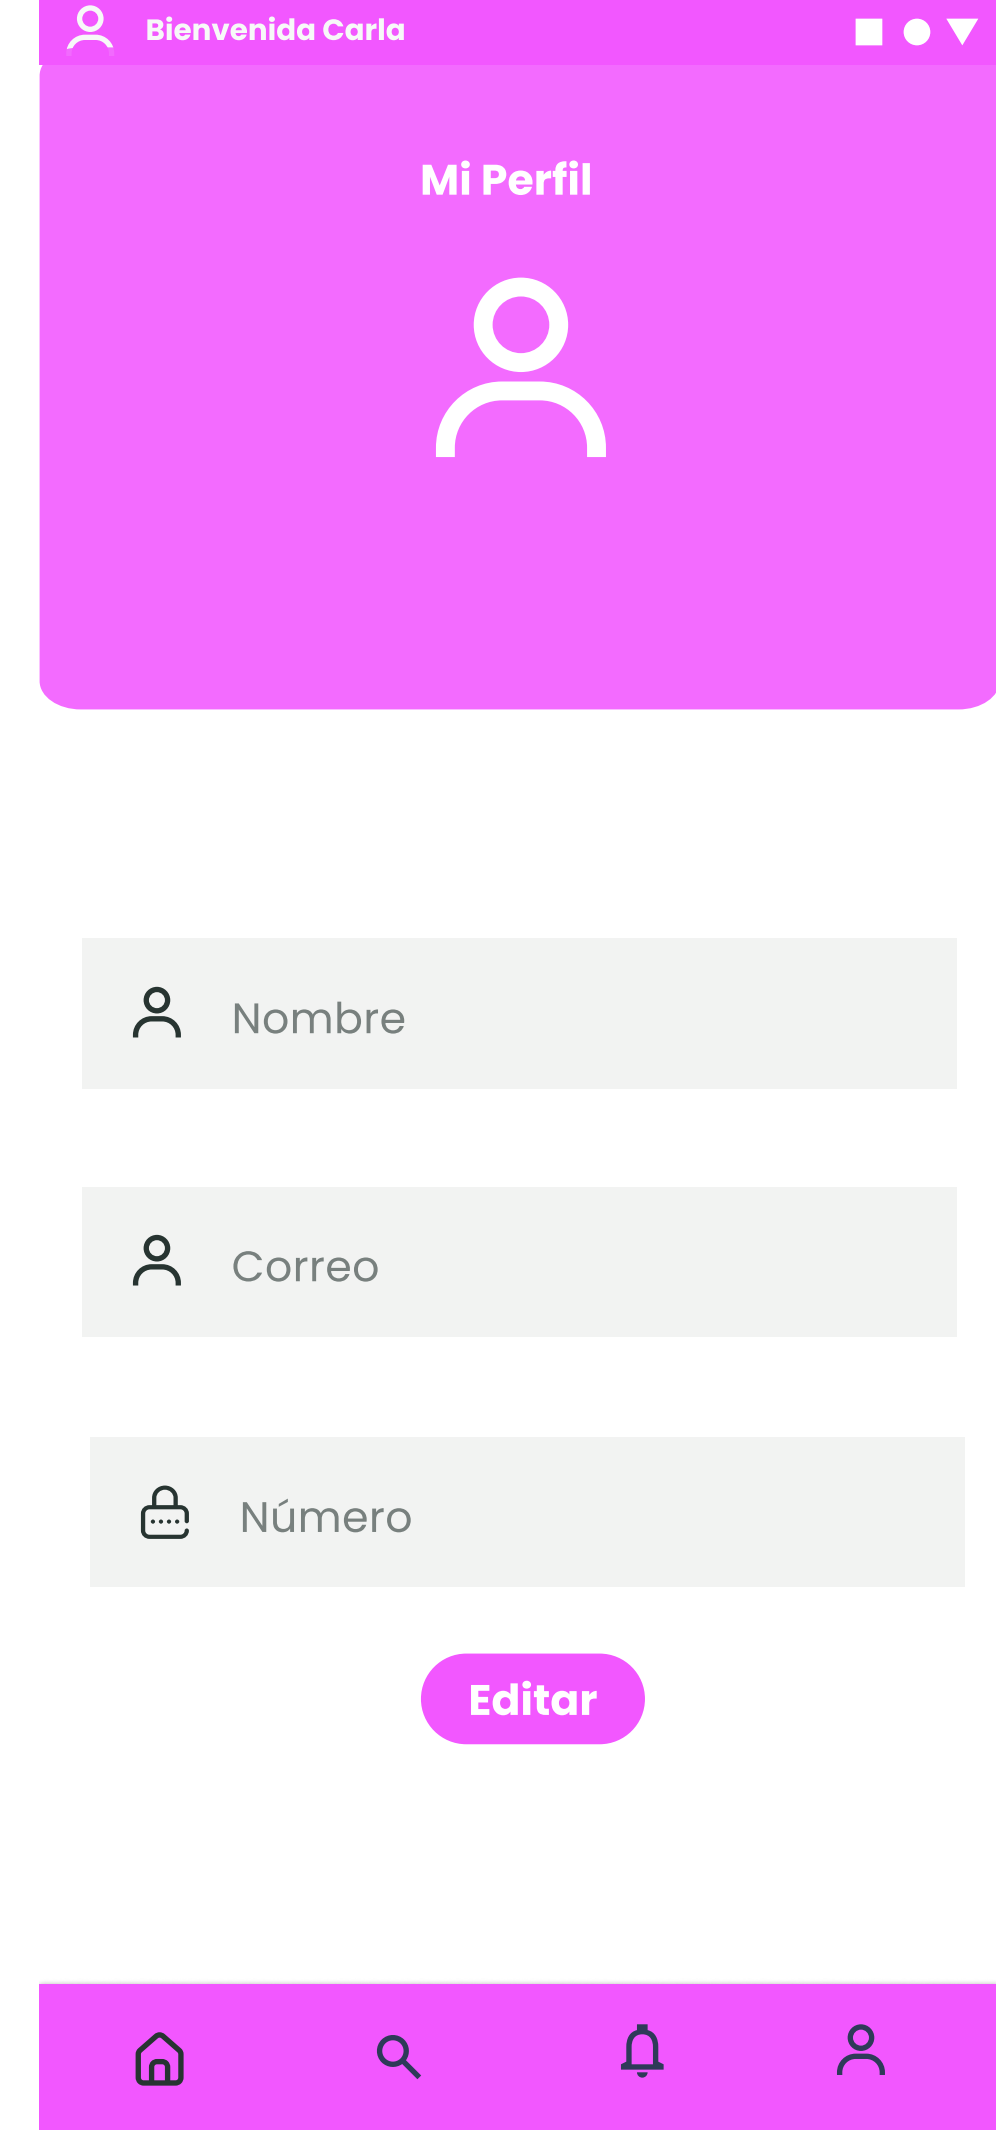 Bienvenida Carla
Mi Perfil
Nombre
Correo
Número
Editar